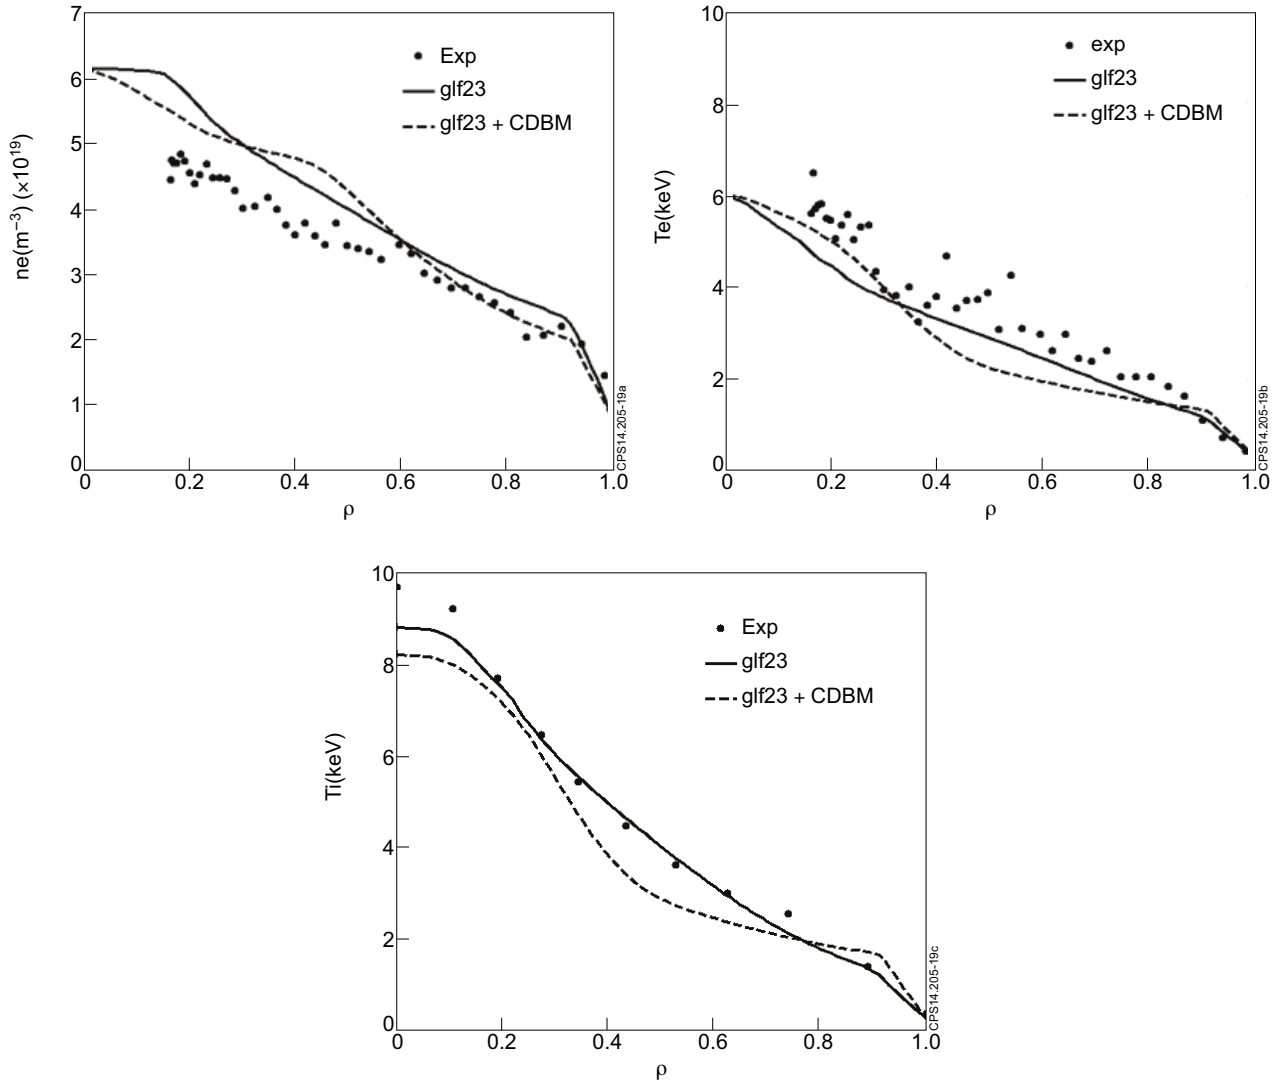 7
6
5
4
3
2
1
0
ne(m⁻³) (×10¹⁹)
Exp
glf23
glf23 + CDBM
0 0.2 0.4 0.6 0.8 1.0
ρ
CPS14.205-19a
10
8
6
4
2
0
Te(keV)
exp
glf23
glf23 + CDBM
0 0.2 0.4 0.6 0.8 1.0
ρ
CPS14.205-19b
10
8
6
4
2
0
Ti(keV)
Exp
glf23
glf23 + CDBM
0 0.2 0.4 0.6 0.8 1.0
ρ
CPS14.205-19c